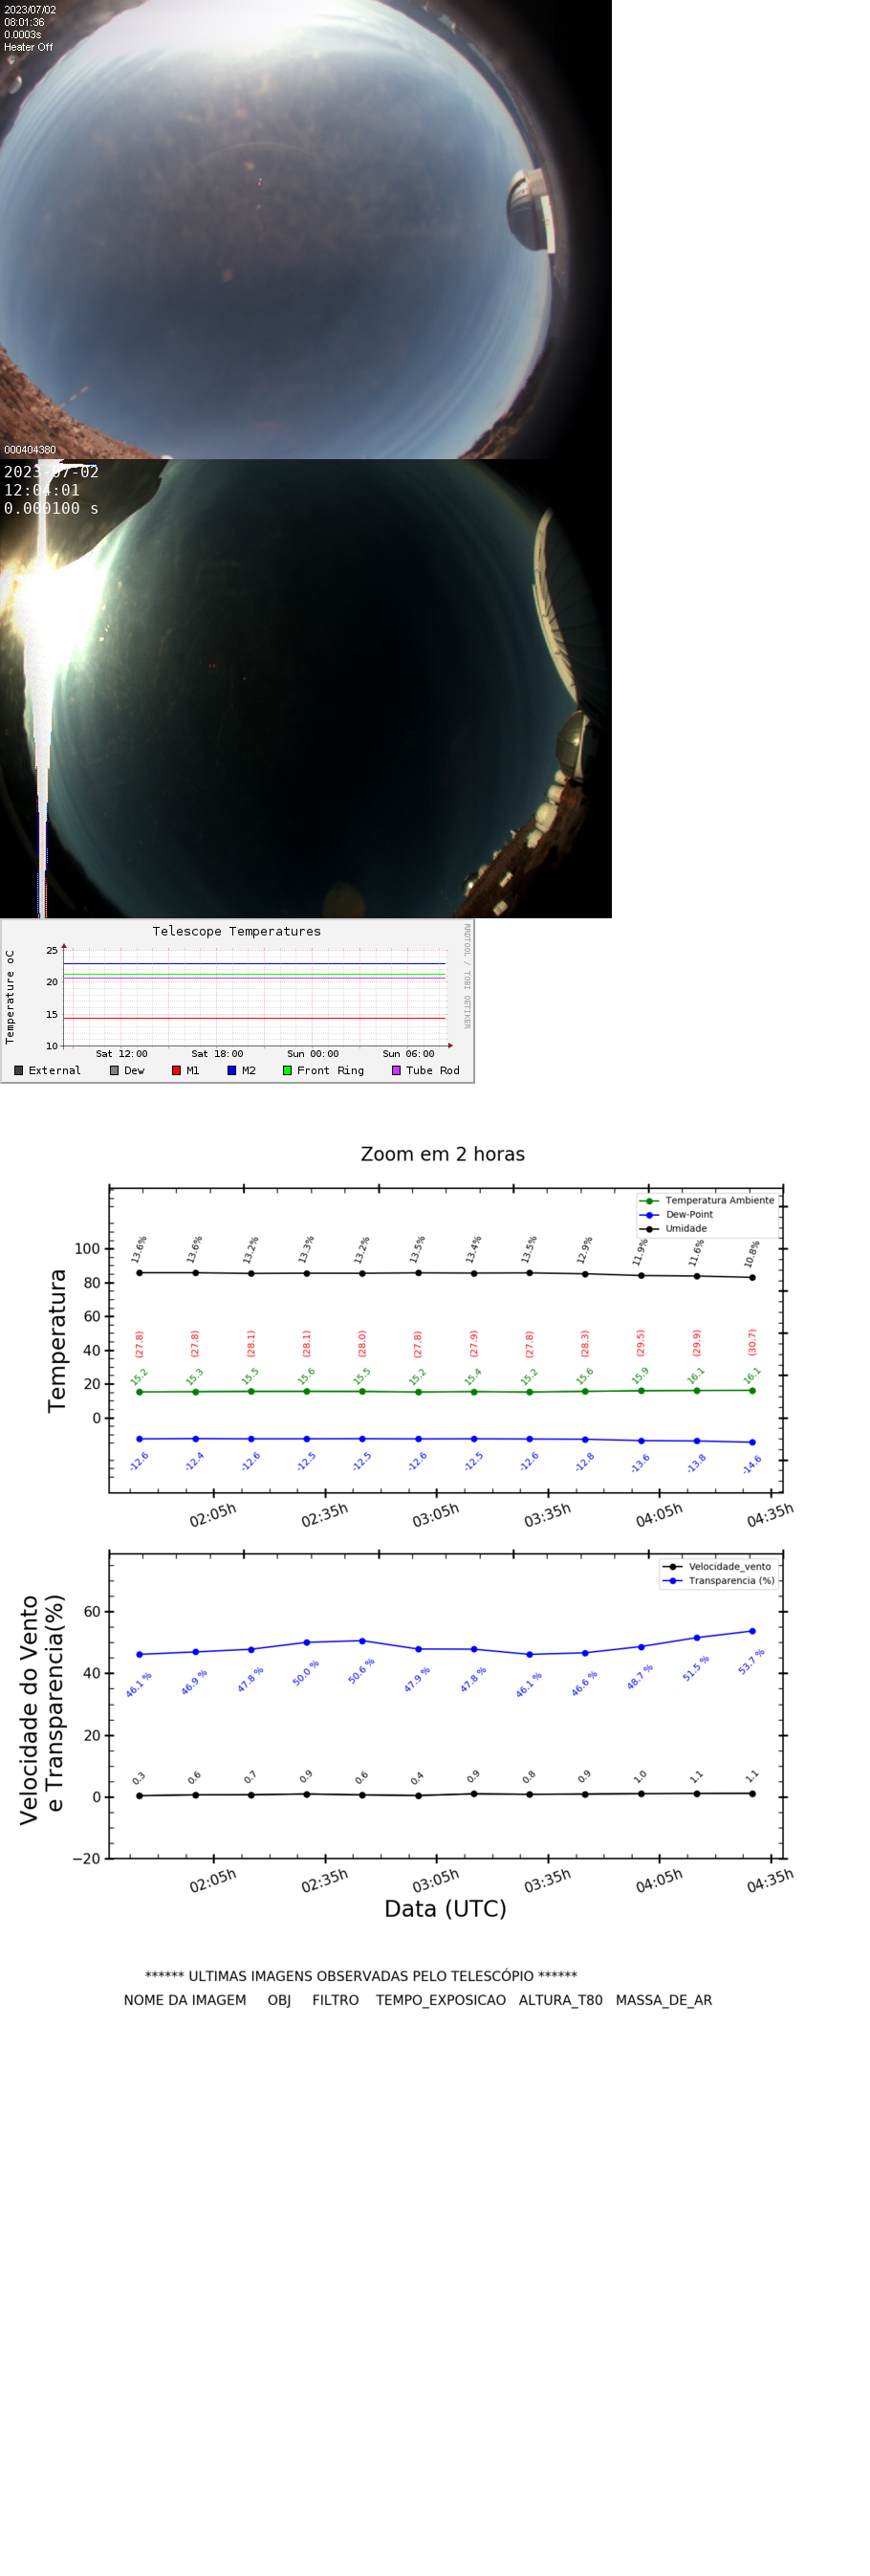 2023/07/02
08:01:36
0.0003s
Heater Off
000404380
2023-07-02
12:04:01
0.000100 s
Telescope Temperatures
RRDTOOL / TOBI OETIKER
Temperature oC
25
20
15
10
Sat 12:00 Sat 18:00 Sun 00:00 Sun 06:00
External Dew M1 M2 Front Ring Tube Rod
Zoom em 2 horas
Temperatura Ambiente
Dew-Point
Umidade
Temperatura
100
80
60
40
20
0
13.6% 13.6% 13.2% 13.3% 13.2% 13.5% 13.4% 13.5% 12.9% 11.9% 11.6% 10.8%
(27.8) (27.8) (28.1) (28.1) (28.0) (27.8) (27.9) (27.8) (28.3) (29.5) (29.9) (30.7)
15.2 15.3 15.5 15.6 15.5 15.2 15.4 15.2 15.6 15.9 16.1 16.1
-12.6 -12.4 -12.6 -12.5 -12.5 -12.6 -12.5 -12.6 -12.8 -13.6 -13.8 -14.6
02:05h 02:35h 03:05h 03:35h 04:05h 04:35h
Velocidade_vento
Transparencia (%)
Velocidade do Vento
e Transparencia(%)
60
40
20
0
−20
46.1 % 46.9 % 47.8 % 50.0 % 50.6 % 47.9 % 47.8 % 46.1 % 46.6 % 48.7 % 51.5 % 53.7 %
0.3 0.6 0.7 0.9 0.6 0.4 0.9 0.8 0.9 1.0 1.1 1.1
02:05h 02:35h 03:05h 03:35h 04:05h 04:35h
Data (UTC)
****** ULTIMAS IMAGENS OBSERVADAS PELO TELESCÓPIO ******
NOME DA IMAGEM OBJ FILTRO TEMPO_EXPOSICAO ALTURA_T80 MASSA_DE_AR